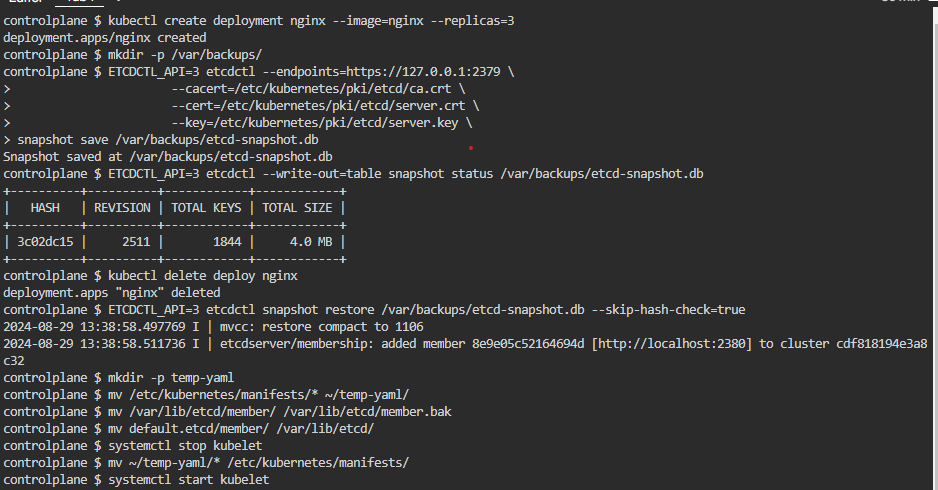 controlplane $ kubectl create deployment nginx --image=nginx --replicas=3
deployment.apps/nginx created
controlplane $ mkdir -p /var/backups/
controlplane $ ETCDCTL_API=3 etcdctl --endpoints=https://127.0.0.1:2379 \
>                       --cacert=/etc/kubernetes/pki/etcd/ca.crt \
>                       --cert=/etc/kubernetes/pki/etcd/server.crt \
>                       --key=/etc/kubernetes/pki/etcd/server.key \
> snapshot save /var/backups/etcd-snapshot.db
Snapshot saved at /var/backups/etcd-snapshot.db
controlplane $ ETCDCTL_API=3 etcdctl --write-out=table snapshot status /var/backups/etcd-snapshot.db
+----------+----------+------------+------------+
|   HASH   | REVISION | TOTAL KEYS | TOTAL SIZE |
+----------+----------+------------+------------+
| 3c02dc15 |     2511 |       1844 |     4.0 MB |
+----------+----------+------------+------------+
controlplane $ kubectl delete deploy nginx
deployment.apps "nginx" deleted
controlplane $ ETCDCTL_API=3 etcdctl snapshot restore /var/backups/etcd-snapshot.db --skip-hash-check=true
2024-08-29 13:38:58.497769 I | mvcc: restore compact to 1106
2024-08-29 13:38:58.511736 I | etcdserver/membership: added member 8e9e05c52164694d [http://localhost:2380] to cluster cdf818194e3a8
c32
controlplane $ mkdir -p temp-yaml
controlplane $ mv /etc/kubernetes/manifests/* ~/temp-yaml/
controlplane $ mv /var/lib/etcd/member/ /var/lib/etcd/member.bak
controlplane $ mv default.etcd/member/ /var/lib/etcd/
controlplane $ systemctl stop kubelet
controlplane $ mv ~/temp-yaml/* /etc/kubernetes/manifests/
controlplane $ systemctl start kubelet